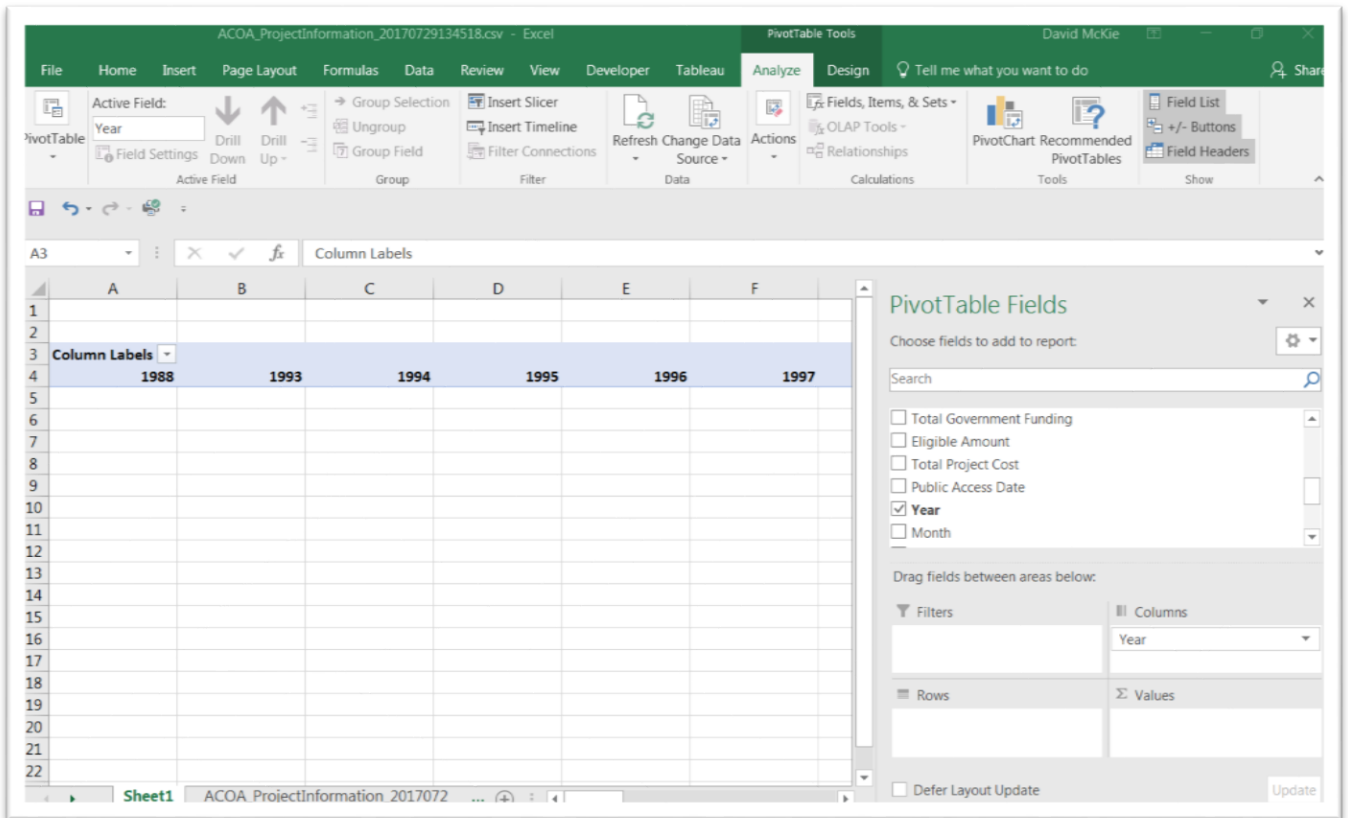 ACOA_ProjectInformation_20170729134518.csv - Excel
PivotTable Tools
David McKie
File Home Insert Page Layout Formulas Data Review View Developer Tableau Analyze Design Tell me what you want to do Share
PivotTable
Active Field:
Year
Field Settings
Drill Down
Drill Up
Active Field
Group Selection
Ungroup
Group Field
Group
Insert Slicer
Insert Timeline
Filter Connections
Filter
Refresh
Change Data Source
Data
Actions
Fields, Items, & Sets
OLAP Tools
Relationships
Calculations
PivotChart
Recommended PivotTables
Tools
Field List
+/- Buttons
Field Headers
Show
A3 fx Column Labels
A B C D E F
1
2
3 Column Labels
4 1988 1993 1994 1995 1996 1997
5
6
7
8
9
10
11
12
13
14
15
16
17
18
19
20
21
22
Sheet1 ACOA_ProjectInformation_2017072 ...
PivotTable Fields
Choose fields to add to report:
Search
Total Government Funding
Eligible Amount
Total Project Cost
Public Access Date
Year
Month
Drag fields between areas below:
Filters
Columns
Year
Rows
Σ Values
Defer Layout Update
Update